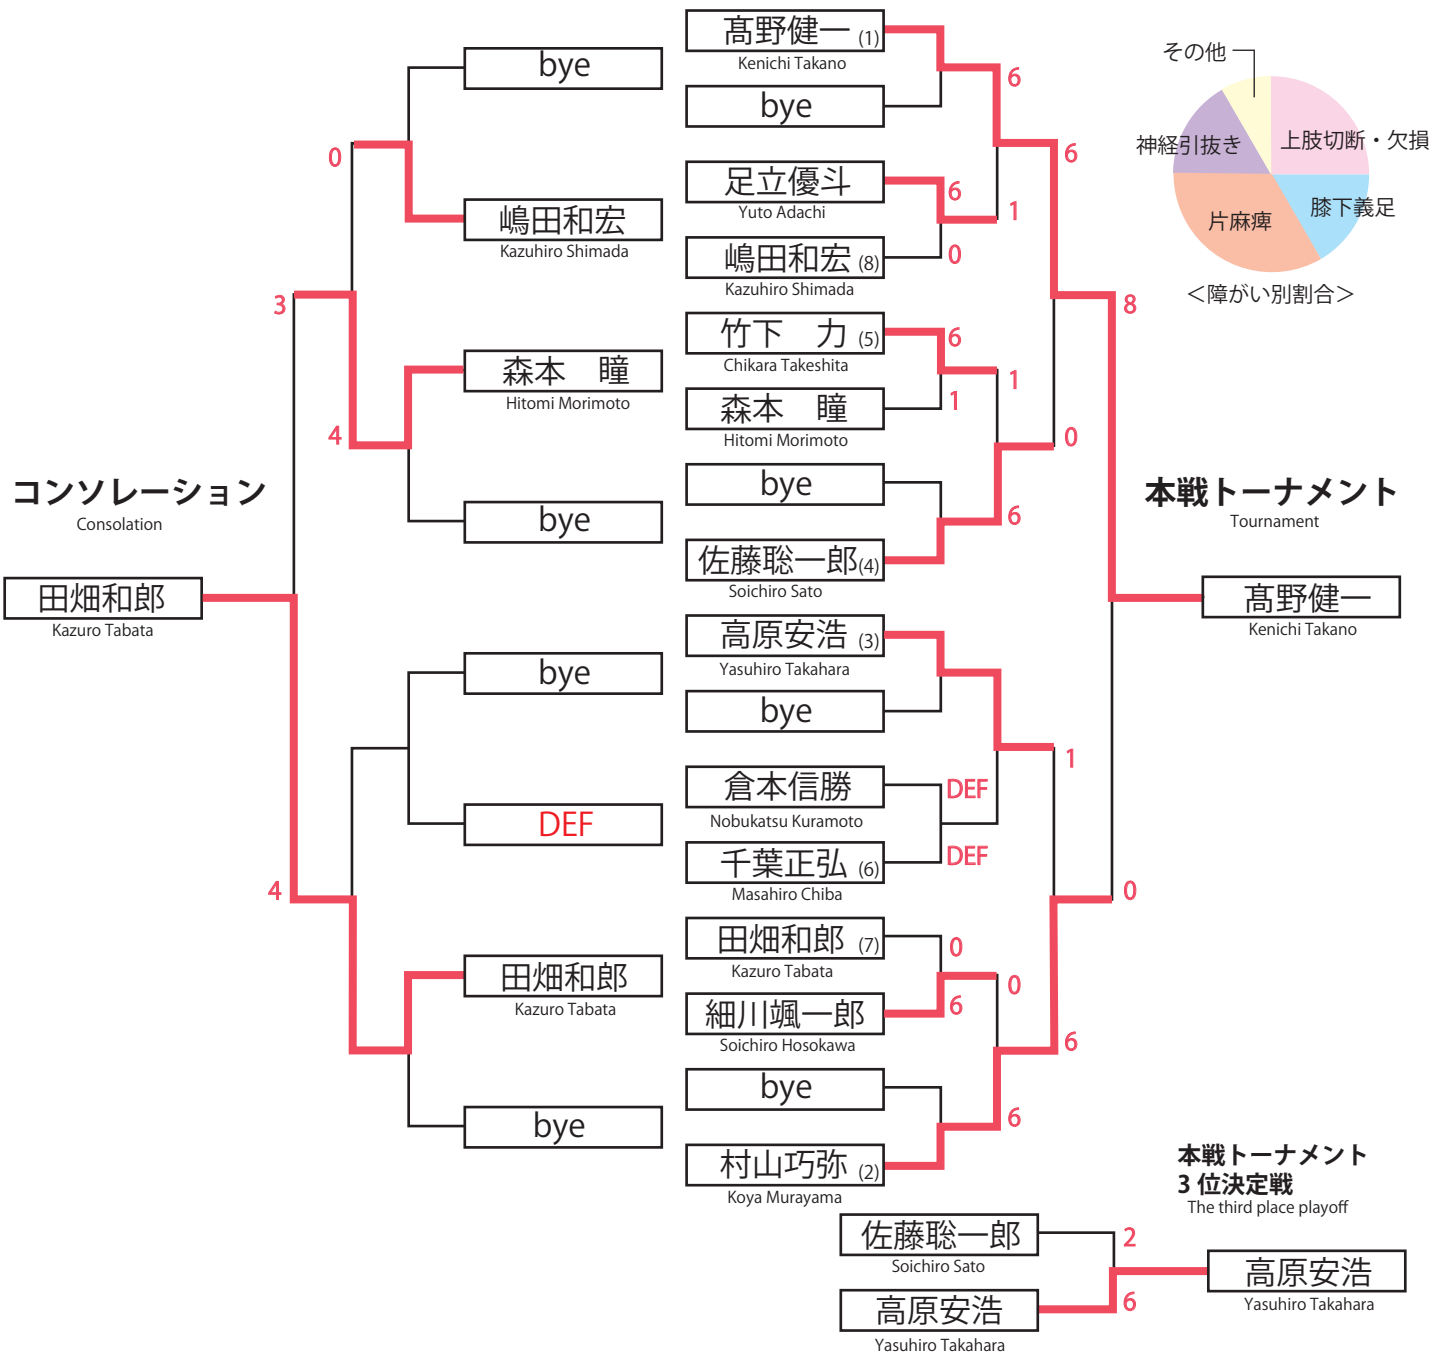 髙野健一 (1)
Kenichi Takano
bye
足立優斗
Yuto Adachi
嶋田和宏 (8)
Kazuhiro Shimada
竹下　力 (5)
Chikara Takeshita
森本　瞳
Hitomi Morimoto
bye
佐藤聡一郎(4)
Soichiro Sato
高原安浩 (3)
Yasuhiro Takahara
bye
倉本信勝
Nobukatsu Kuramoto
千葉正弘 (6)
Masahiro Chiba
田畑和郎 (7)
Kazuro Tabata
細川颯一郎
Soichiro Hosokawa
bye
村山巧弥 (2)
Koya Murayama
6
0
6
1
DEF
DEF
0
6
6
1
1
6
0
6
6
0
1
6
8
0
本戦トーナメント
Tournament
髙野健一
Kenichi Takano
bye
嶋田和宏
Kazuhiro Shimada
森本　瞳
Hitomi Morimoto
bye
bye
DEF
田畑和郎
Kazuro Tabata
bye
0
4
3
4
コンソレーション
Consolation
田畑和郎
Kazuro Tabata
その他
神経引抜き
上肢切断・欠損
片麻痺
膝下義足
＜障がい別割合＞
本戦トーナメント
3 位決定戦
The third place playoff
佐藤聡一郎
Soichiro Sato
2
高原安浩
Yasuhiro Takahara
6
高原安浩
Yasuhiro Takahara